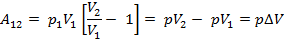 A₁₂ = p₁V₁ [V₂/V₁ − 1] = pV₂ − pV₁ = pΔV